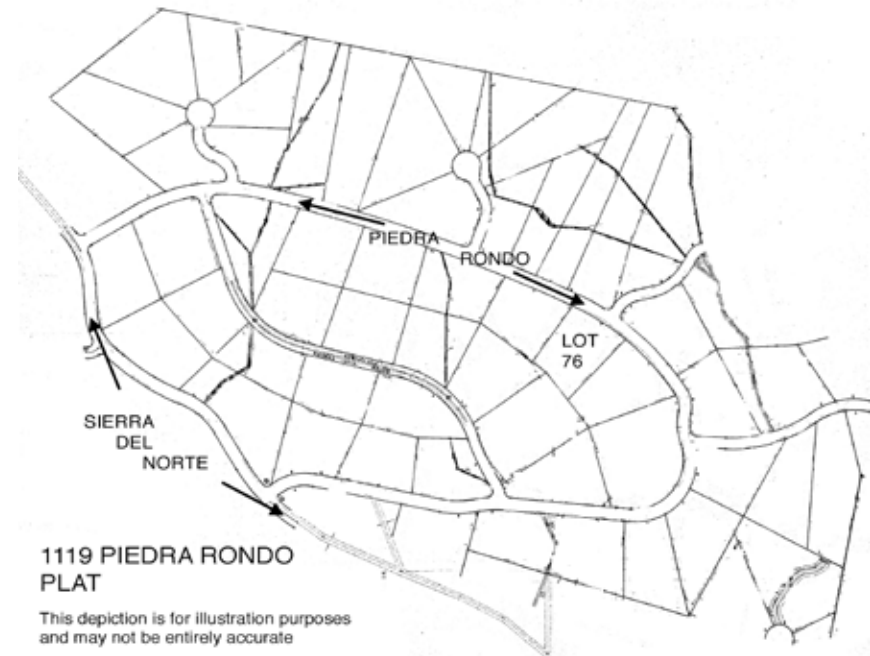 PIEDRA
RONDO
LOT
76
SIERRA
DEL
NORTE
1119 PIEDRA RONDO
PLAT
This depiction is for illustration purposes
and may not be entirely accurate